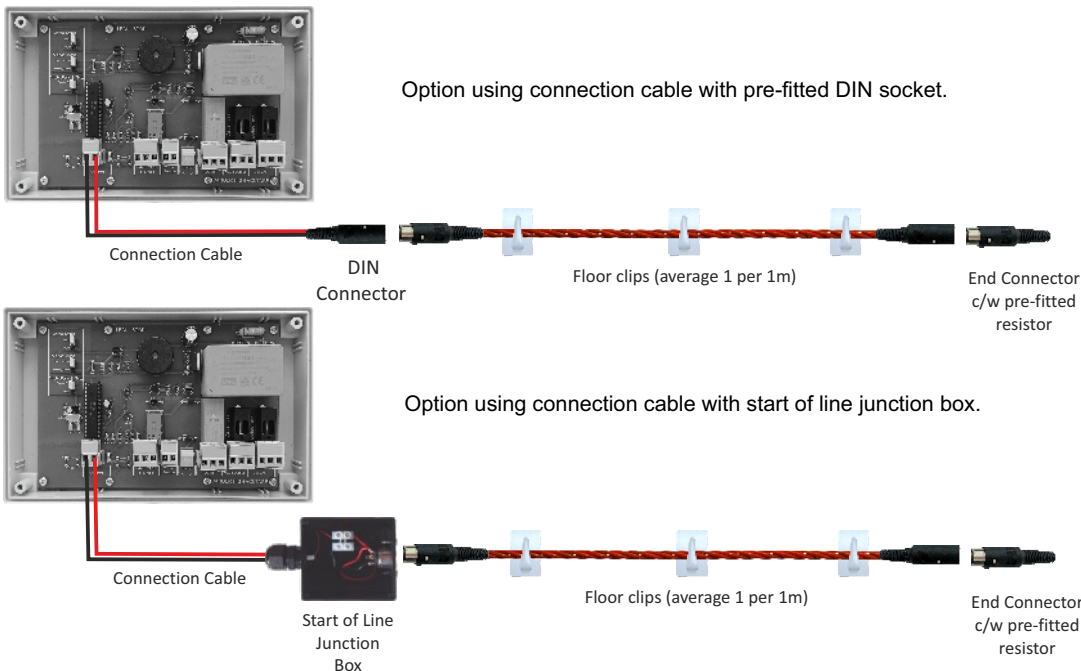 Option using connection cable with pre-fitted DIN socket.
Connection Cable
DIN
Connector
Floor clips (average 1 per 1m)
End Connector
c/w pre-fitted
resistor
Option using connection cable with start of line junction box.
Connection Cable
Start of Line
Junction
Box
Floor clips (average 1 per 1m)
End Connector
c/w pre-fitted
resistor